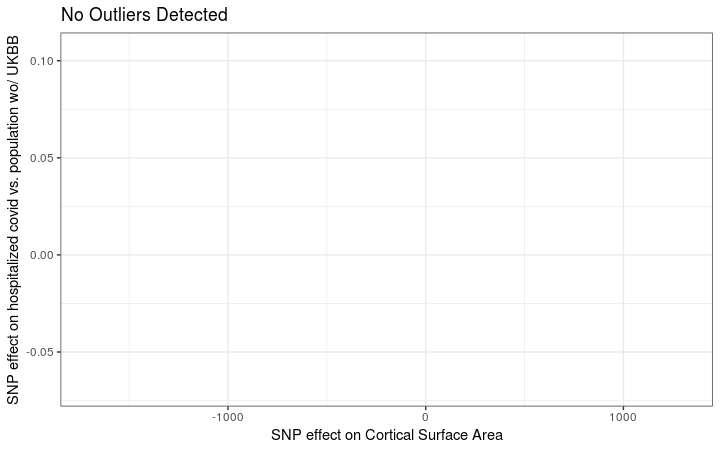 No Outliers Detected
SNP effect on hospitalized covid vs. population wo/ UKBB
0.10
0.05
0.00
-0.05
-1000
0
1000
SNP effect on Cortical Surface Area